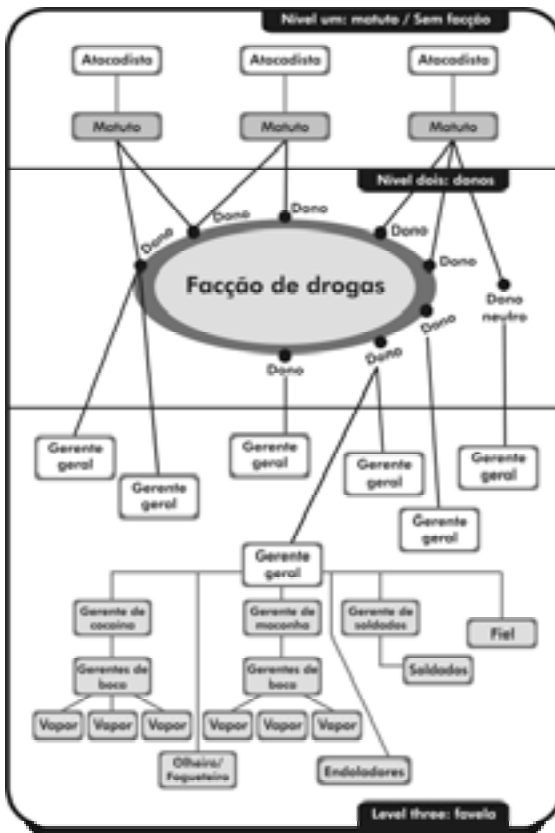 Nível um: matuto / Sem facção
Atacadista
Atacadista
Atacadista
Matuto
Matuto
Matuto
Nível dois: donos
Dono
Dono
Dono
Dono
Dono
Facção de drogas
Dono
neutro
Dono
Dono
Dono
Gerente
geral
Gerente
geral
Gerente
geral
Gerente
geral
Gerente
geral
Gerente
geral
Gerente
geral
Gerente de
cocaína
Gerente de
maconha
Gerente de
soldados
Fiel
Gerentes de
boca
Gerentes de
boca
Soldados
Vapor
Vapor
Vapor
Vapor
Vapor
Vapor
Olheiro/
Fogueteiro
Endoladores
Level three: favela